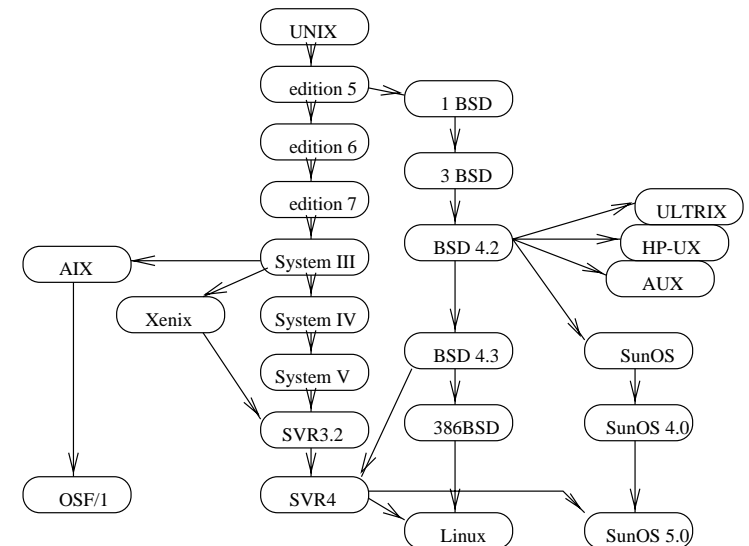 UNIX
edition 5
1 BSD
edition 6
3 BSD
edition 7
ULTRIX
BSD 4.2
HP-UX
AIX
System III
AUX
Xenix
System IV
System V
BSD 4.3
SunOS
SVR3.2
386BSD
SunOS 4.0
OSF/1
SVR4
Linux
SunOS 5.0